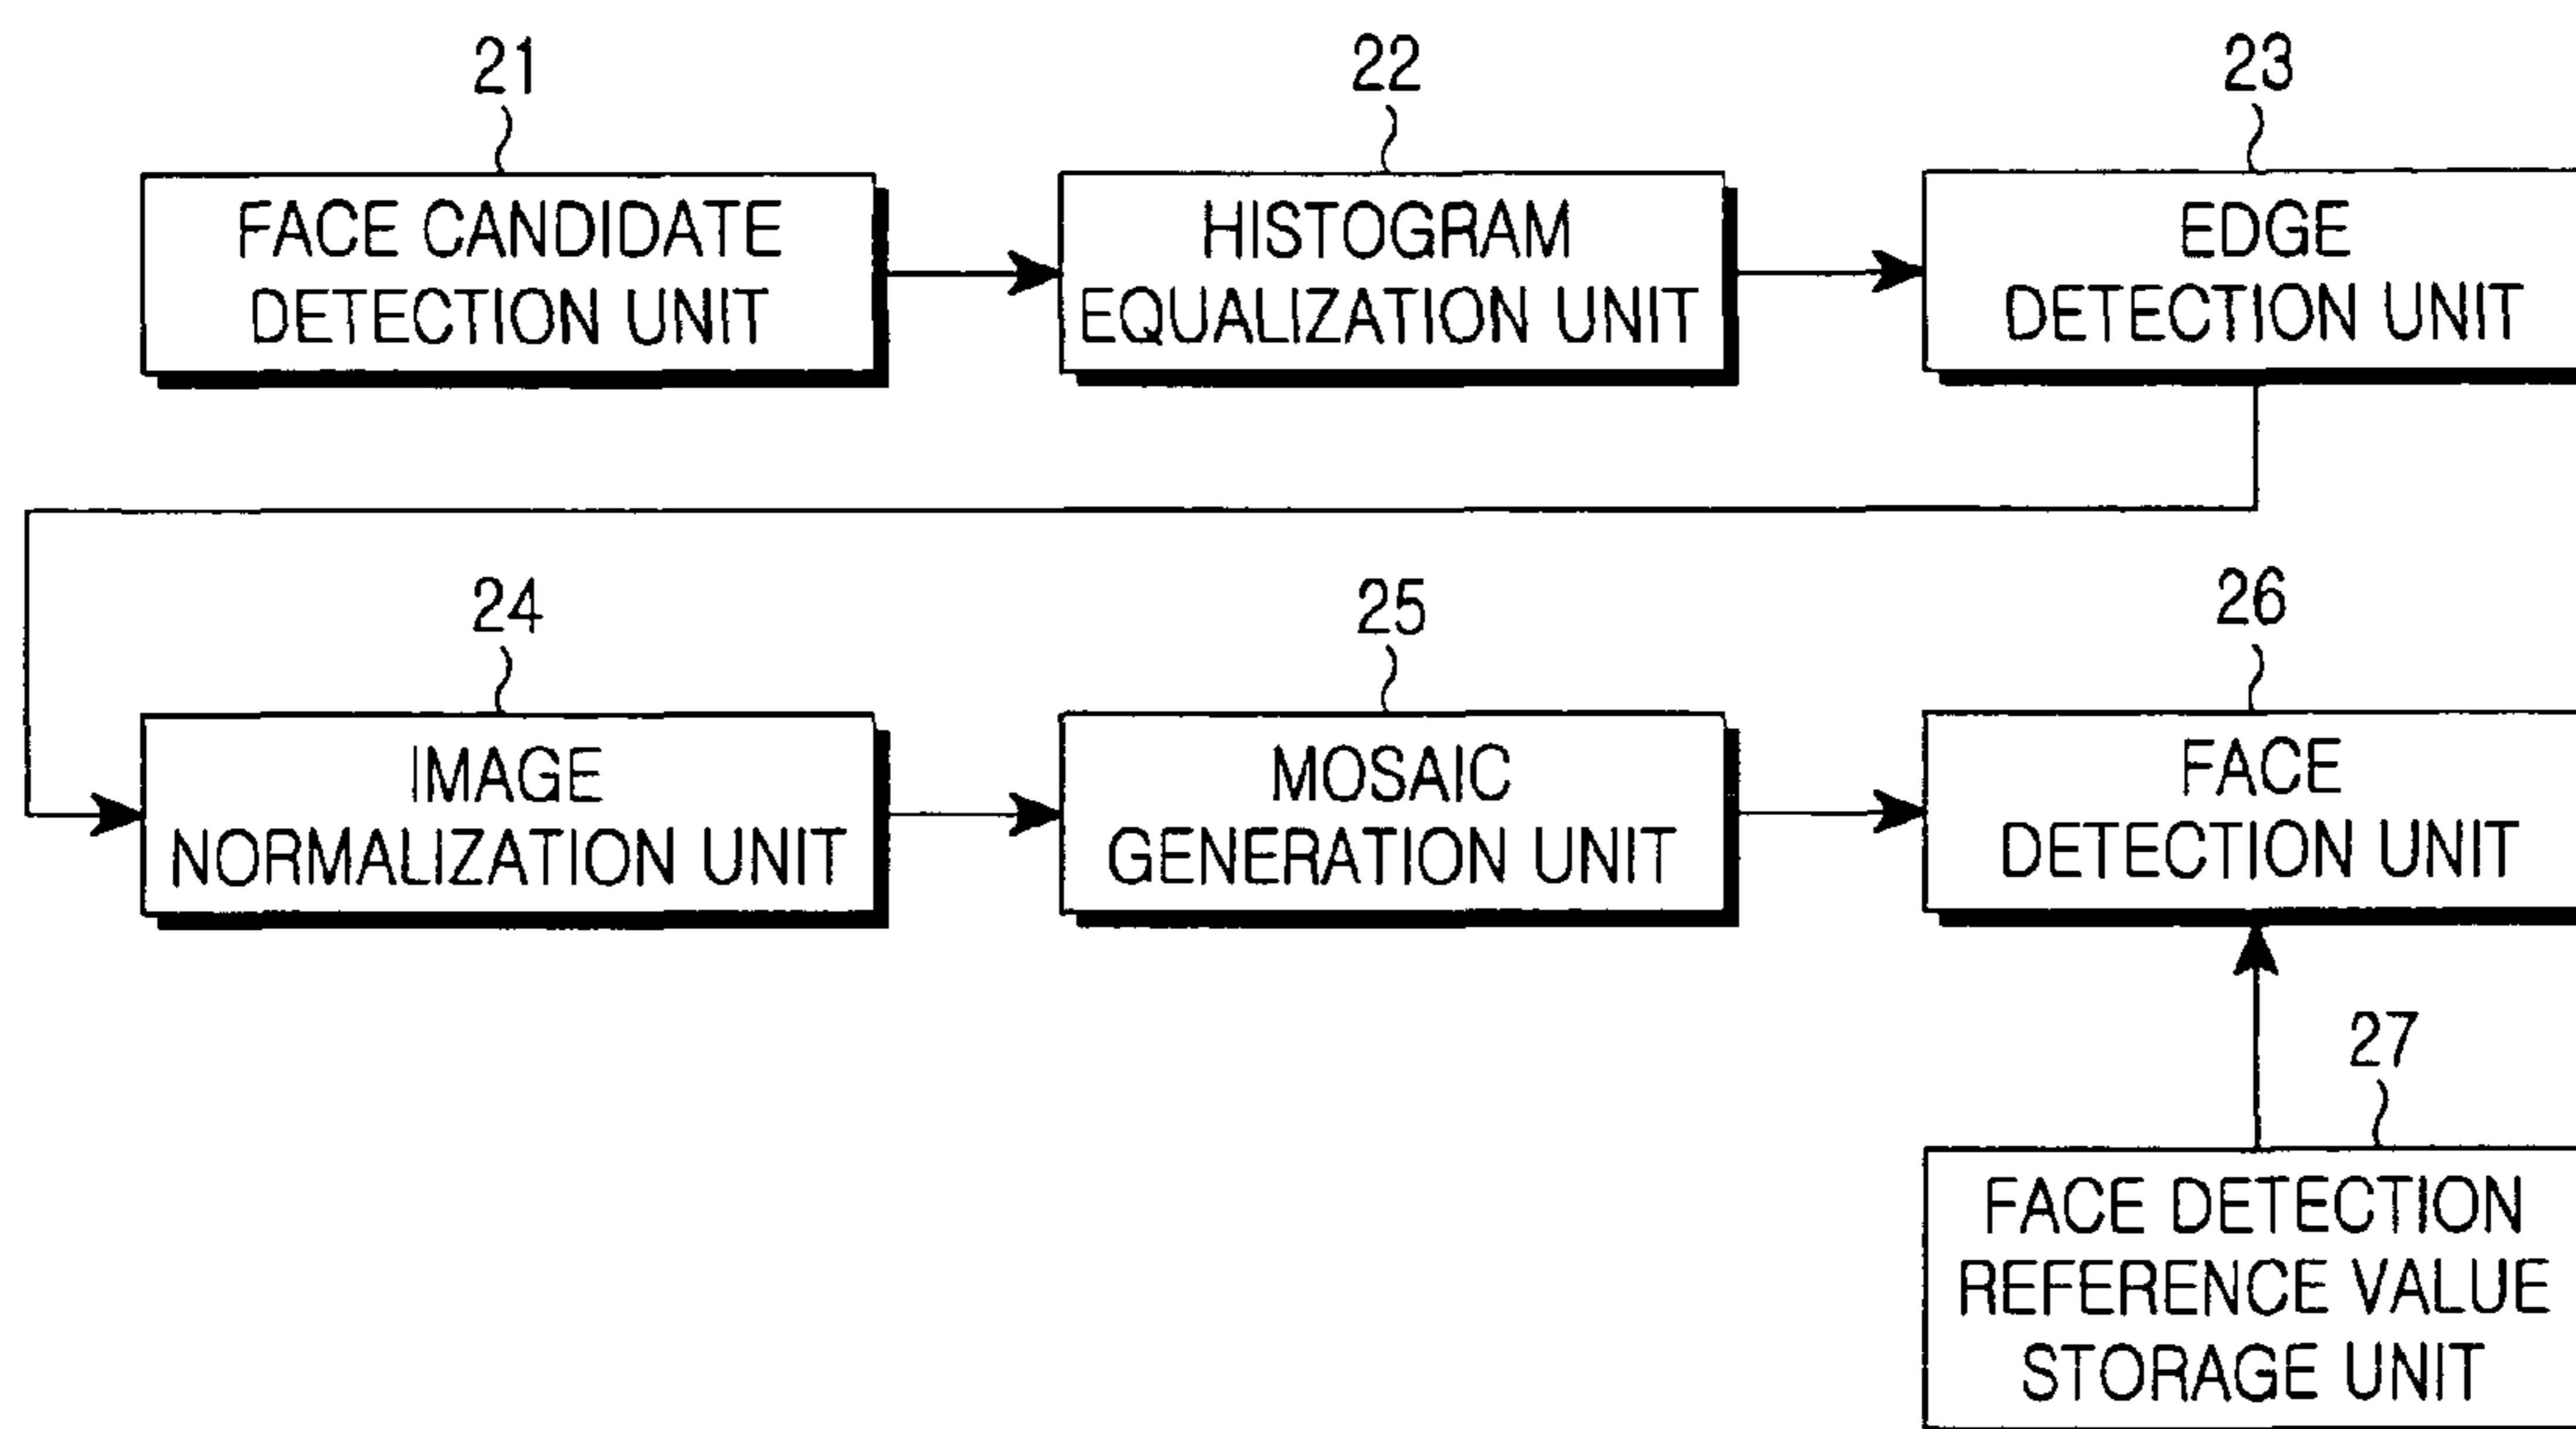 21
FACE CANDIDATE
DETECTION UNIT
22
HISTOGRAM
EQUALIZATION UNIT
23
EDGE
DETECTION UNIT
24
IMAGE
NORMALIZATION UNIT
25
MOSAIC
GENERATION UNIT
26
FACE
DETECTION UNIT
27
FACE DETECTION
REFERENCE VALUE
STORAGE UNIT